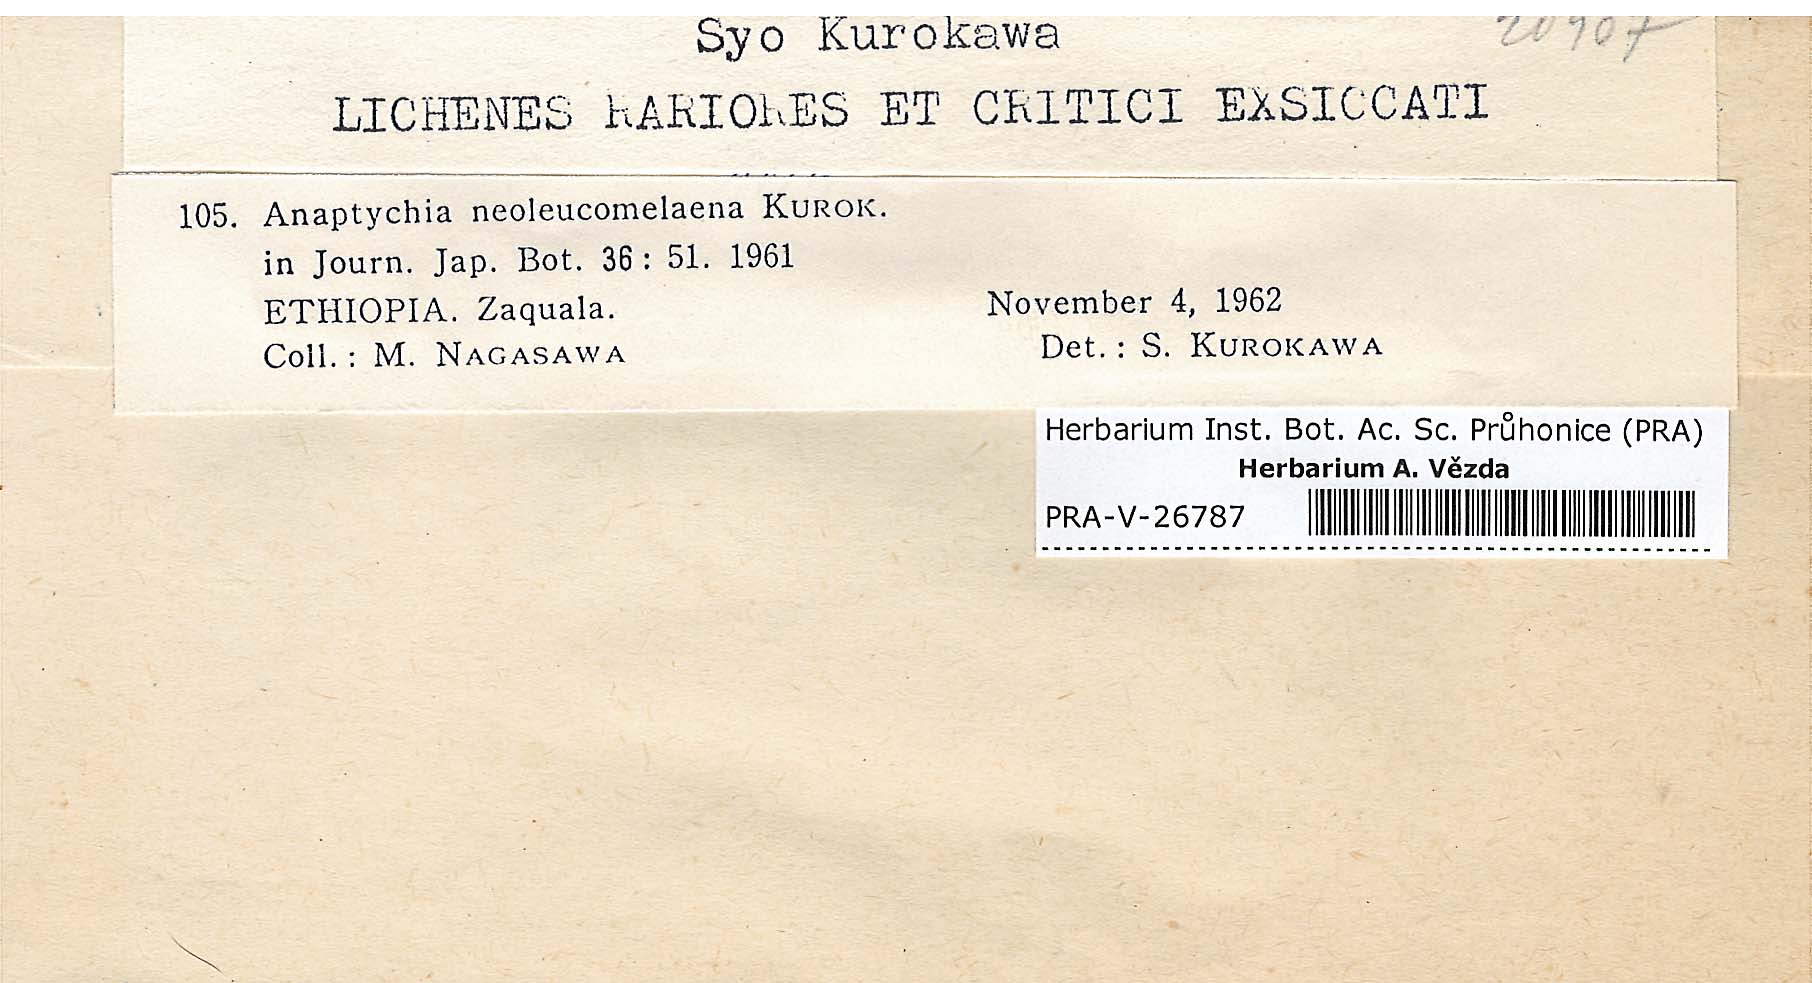 Syo Kurokawa
20907
LICHENES RARIORES ET CRITICI EXSICCATI
105. Anaptychia neoleucomelaena KUROK.
in Journ. Jap. Bot. 36 : 51. 1961
ETHIOPIA. Zaquala. November 4, 1962
Coll. : M. NAGASAWA Det. : S. KUROKAWA
Herbarium Inst. Bot. Ac. Sc. Průhonice (PRA)
Herbarium A. Vězda
PRA-V-26787